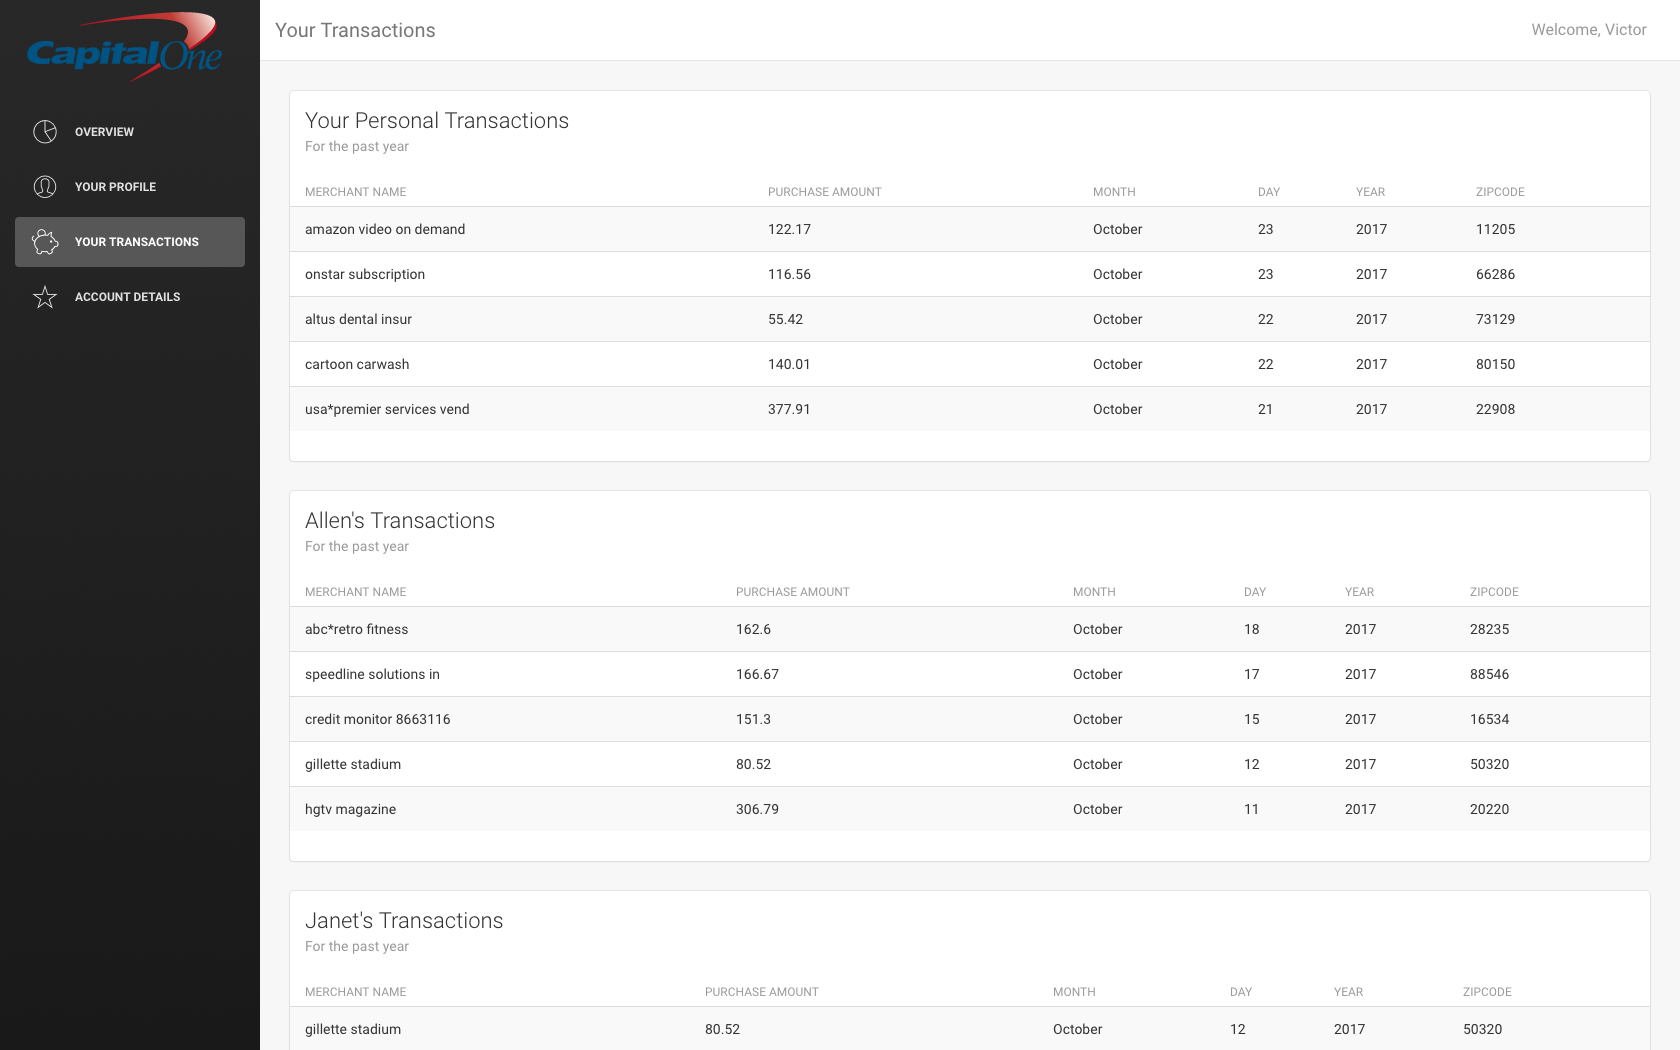 CapitalOne
Your Transactions Welcome, Victor
OVERVIEW
YOUR PROFILE
YOUR TRANSACTIONS
ACCOUNT DETAILS
Your Personal Transactions
For the past year
MERCHANT NAME PURCHASE AMOUNT MONTH DAY YEAR ZIPCODE
amazon video on demand 122.17 October 23 2017 11205
onstar subscription 116.56 October 23 2017 66286
altus dental insur 55.42 October 22 2017 73129
cartoon carwash 140.01 October 22 2017 80150
usa*premier services vend 377.91 October 21 2017 22908
Allen's Transactions
For the past year
MERCHANT NAME PURCHASE AMOUNT MONTH DAY YEAR ZIPCODE
abc*retro fitness 162.6 October 18 2017 28235
speedline solutions in 166.67 October 17 2017 88546
credit monitor 8663116 151.3 October 15 2017 16534
gillette stadium 80.52 October 12 2017 50320
hgtv magazine 306.79 October 11 2017 20220
Janet's Transactions
For the past year
MERCHANT NAME PURCHASE AMOUNT MONTH DAY YEAR ZIPCODE
gillette stadium 80.52 October 12 2017 50320